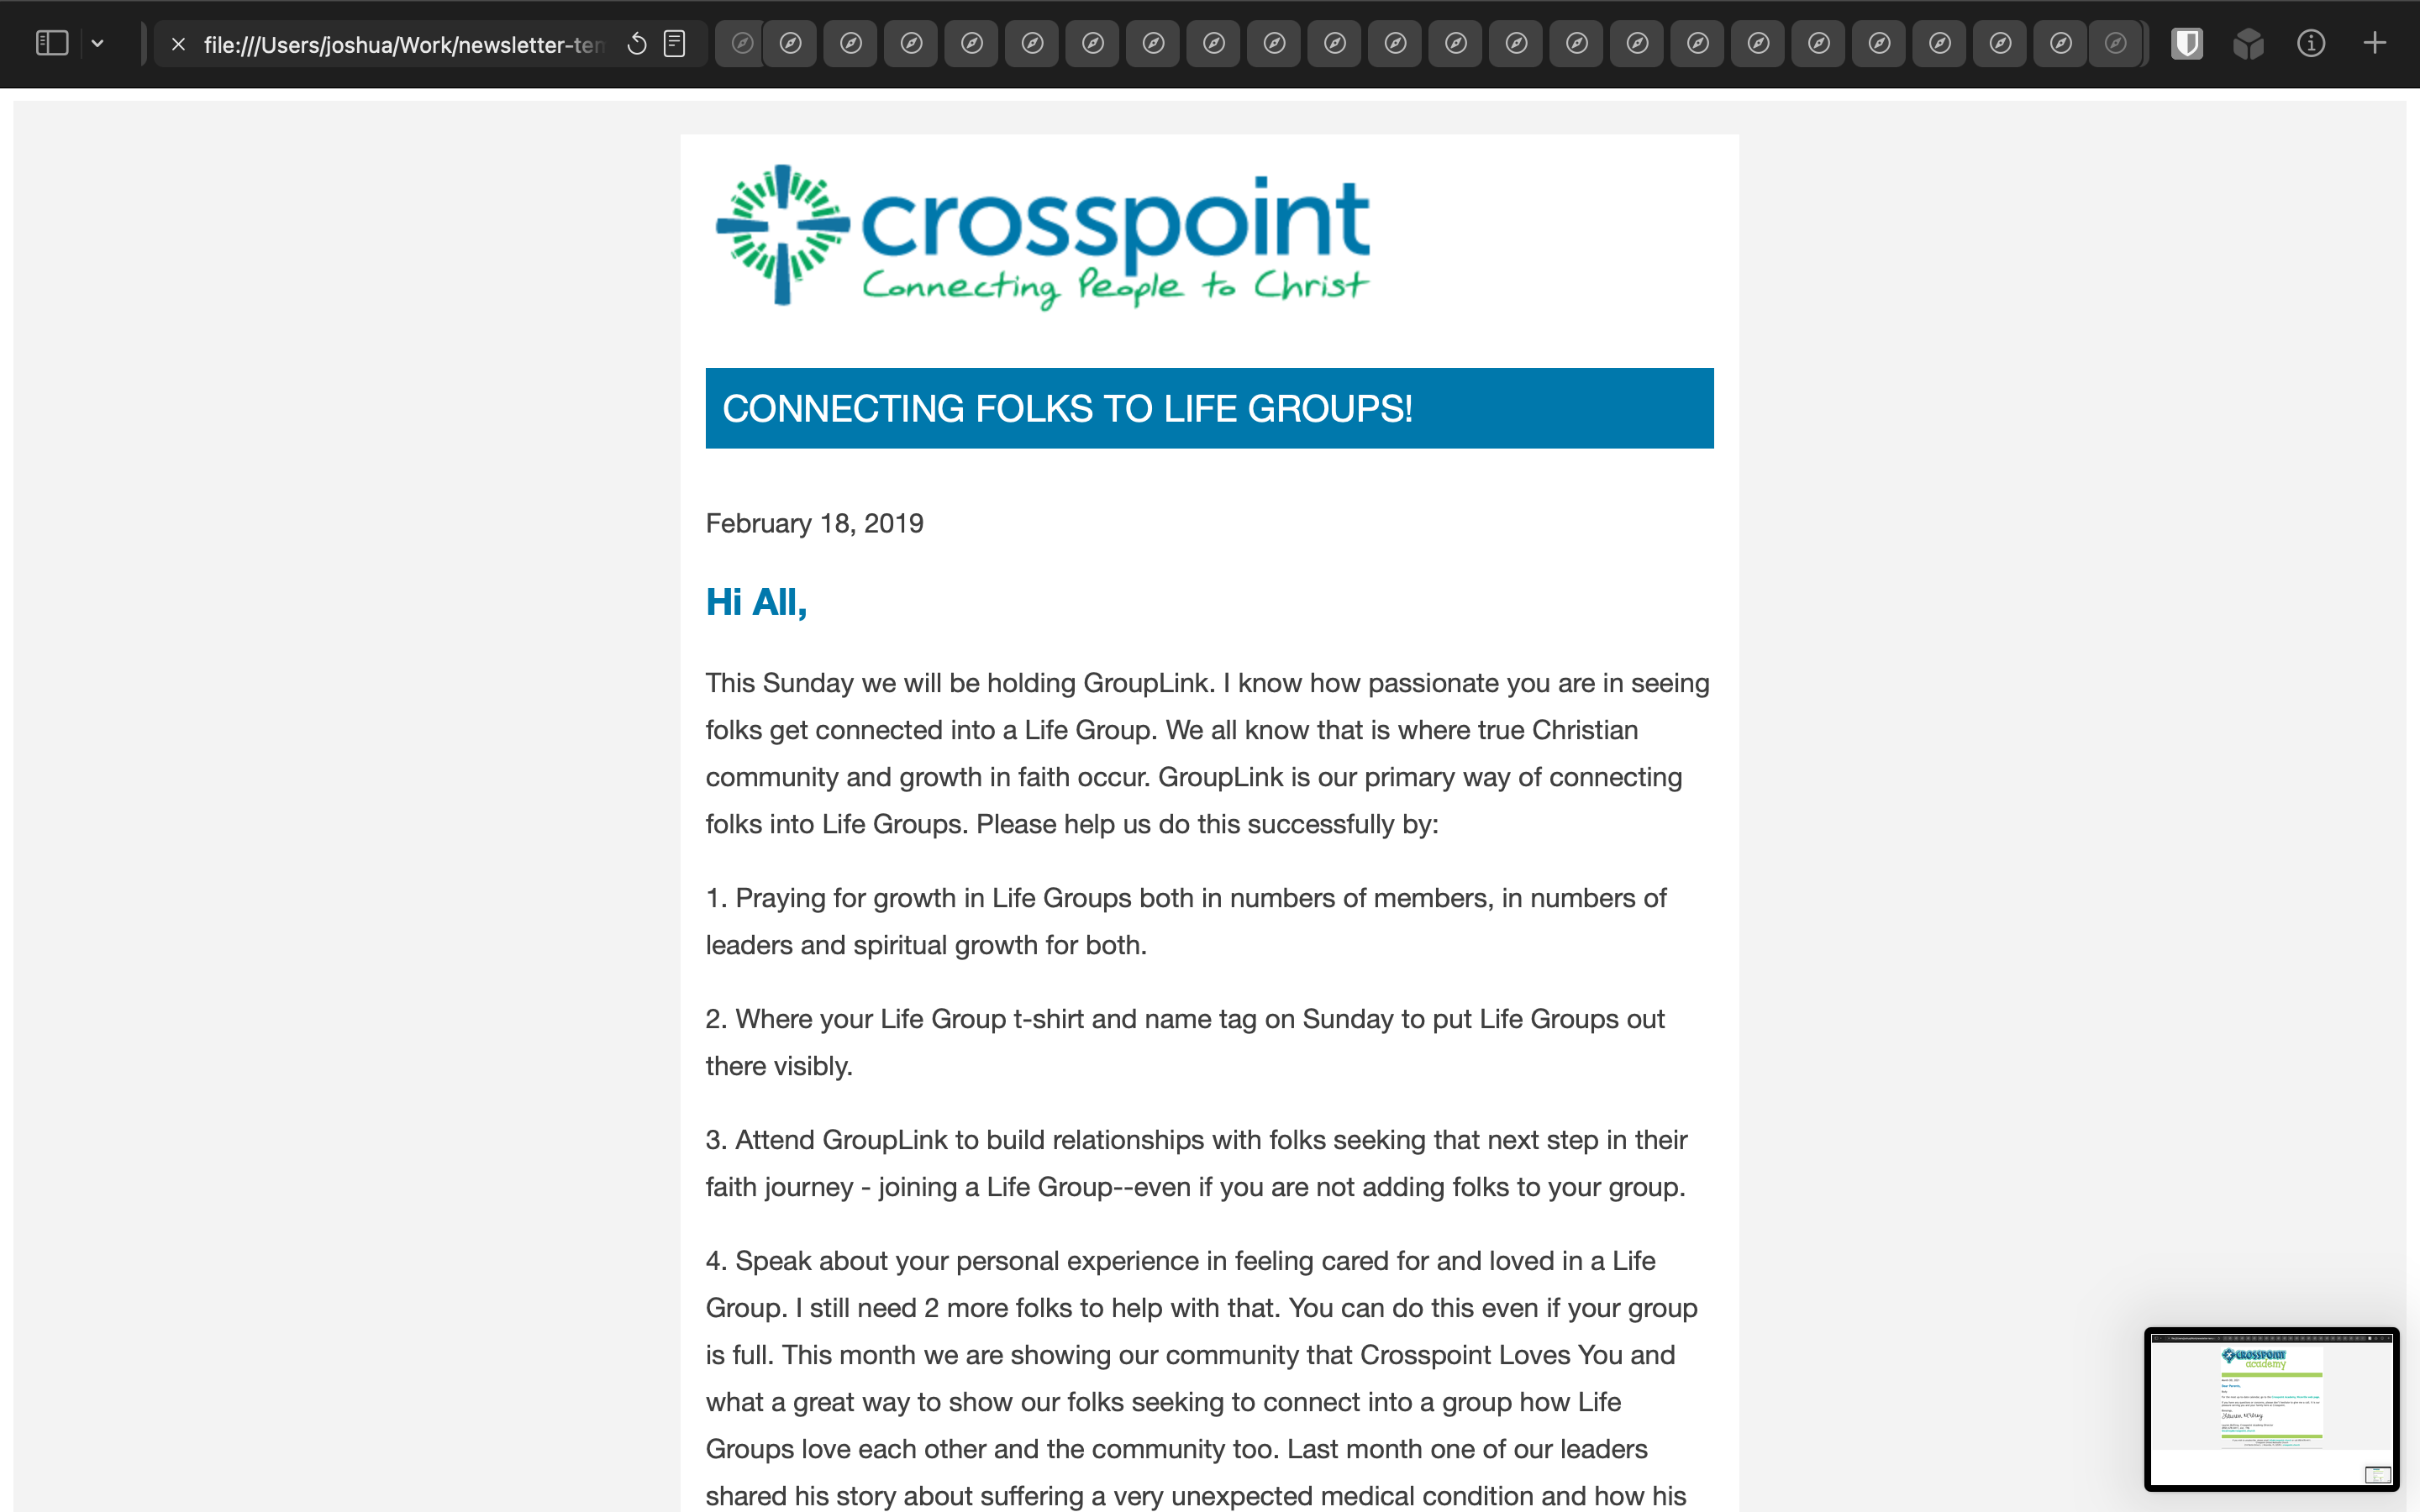 file:///Users/joshua/Work/newsletter-ten
crosspoint
Connecting People to Christ
CONNECTING FOLKS TO LIFE GROUPS!
February 18, 2019
Hi All,
This Sunday we will be holding GroupLink. I know how passionate you are in seeing
folks get connected into a Life Group. We all know that is where true Christian
community and growth in faith occur. GroupLink is our primary way of connecting
folks into Life Groups. Please help us do this successfully by:
1. Praying for growth in Life Groups both in numbers of members, in numbers of
leaders and spiritual growth for both.
2. Where your Life Group t-shirt and name tag on Sunday to put Life Groups out
there visibly.
3. Attend GroupLink to build relationships with folks seeking that next step in their
faith journey - joining a Life Group--even if you are not adding folks to your group.
4. Speak about your personal experience in feeling cared for and loved in a Life
Group. I still need 2 more folks to help with that. You can do this even if your group
is full. This month we are showing our community that Crosspoint Loves You and
what a great way to show our folks seeking to connect into a group how Life
Groups love each other and the community too. Last month one of our leaders
shared his story about suffering a very unexpected medical condition and how his
CROSSPOINT
academy